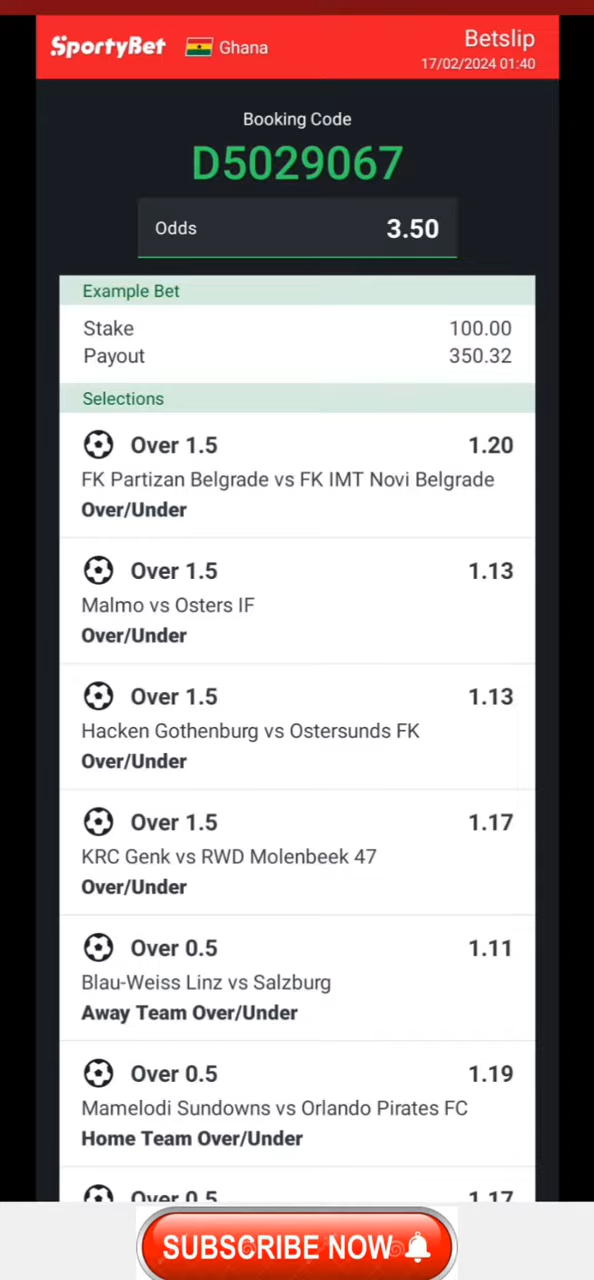 SportyBet Ghana Betslip
17/02/2024 01:40
Booking Code
D5029067
Odds 3.50
Example Bet
Stake 100.00
Payout 350.32
Selections
Over 1.5 1.20
FK Partizan Belgrade vs FK IMT Novi Belgrade
Over/Under
Over 1.5 1.13
Malmo vs Osters IF
Over/Under
Over 1.5 1.13
Hacken Gothenburg vs Ostersunds FK
Over/Under
Over 1.5 1.17
KRC Genk vs RWD Molenbeek 47
Over/Under
Over 0.5 1.11
Blau-Weiss Linz vs Salzburg
Away Team Over/Under
Over 0.5 1.19
Mamelodi Sundowns vs Orlando Pirates FC
Home Team Over/Under
Over 0.5 1.17
SUBSCRIBE NOW